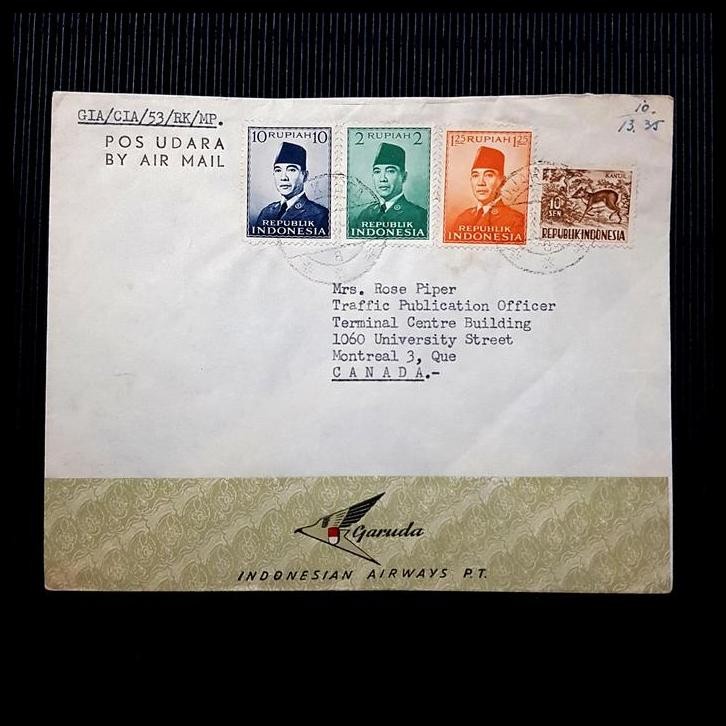 GIA/CIA/53/RK/MP.
POS UDARA
BY AIR MAIL
10.
13.35
10 RUPIAH 10
REPUBLIK
INDONESIA
2 RUPIAH 2
REPUBLIK
INDONESIA
1.25 RUPIAH 1.25
REPUBLIK
INDONESIA
KANTJIL
10
SEN
REPUBLIK INDONESIA
Mrs. Rose Piper
Traffic Publication Officer
Terminal Centre Building
1060 University Street
Montreal 3, Que
CANADA.-
Garuda
INDONESIAN AIRWAYS P.T.